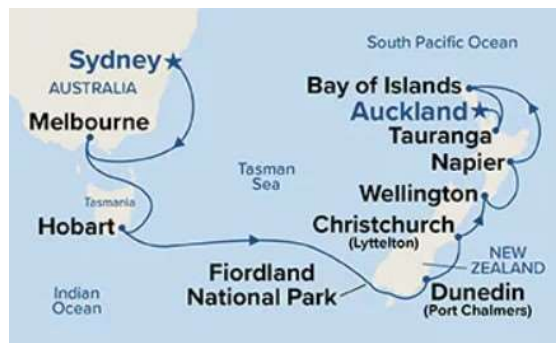 South Pacific Ocean
Sydney
AUSTRALIA
Melbourne
Bay of Islands
Auckland
Tauranga
Napier
Tasman
Sea
Tasmania
Wellington
Hobart
Christchurch
(Lyttelton)
NEW
ZEALAND
Fiordland
National Park
Indian
Ocean
Dunedin
(Port Chalmers)